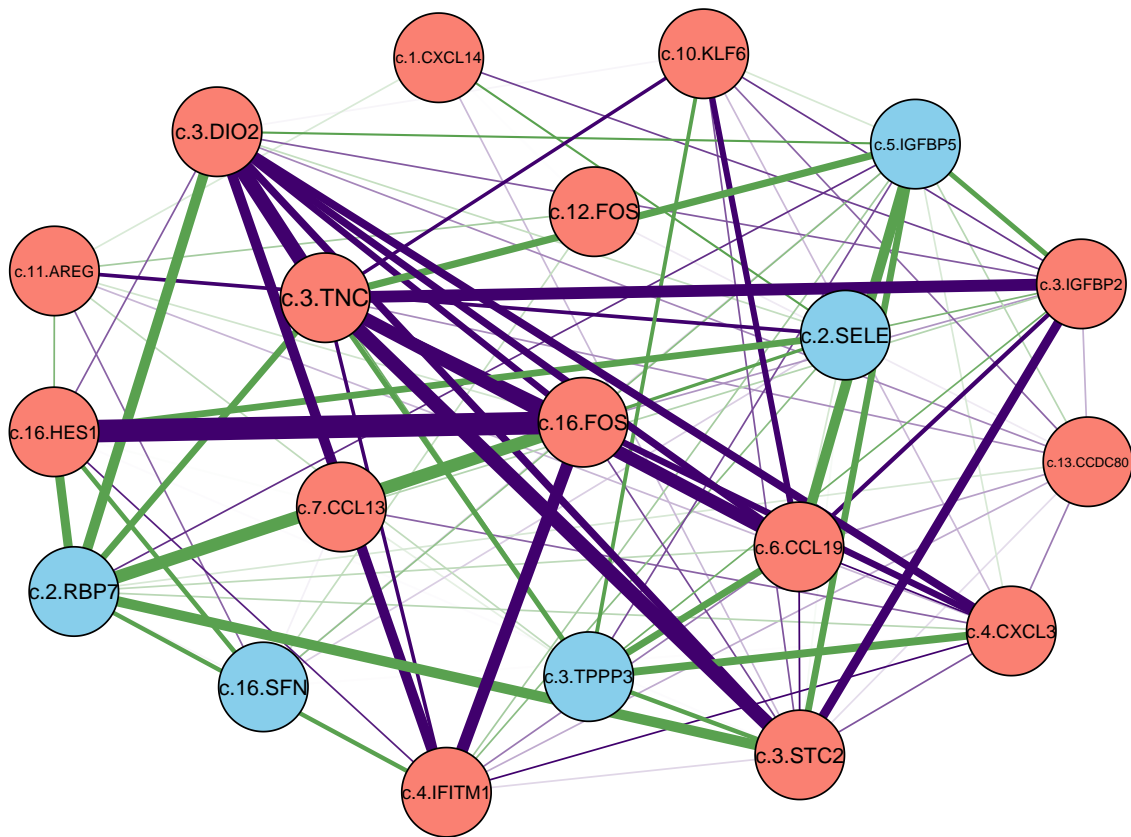 c.1.CXCL14
c.10.KLF6
c.3.DIO2
c.5.IGFBP5
c.12.FOS
c.11.AREG
c.3.TNC
c.3.IGFBP2
c.2.SELE
c.16.HES1
c.16.FOS
c.13.CCDC80
c.7.CCL13
c.6.CCL19
c.2.RBP7
c.4.CXCL3
c.16.SFN
c.3.TPPP3
c.3.STC2
c.4.IFITM1